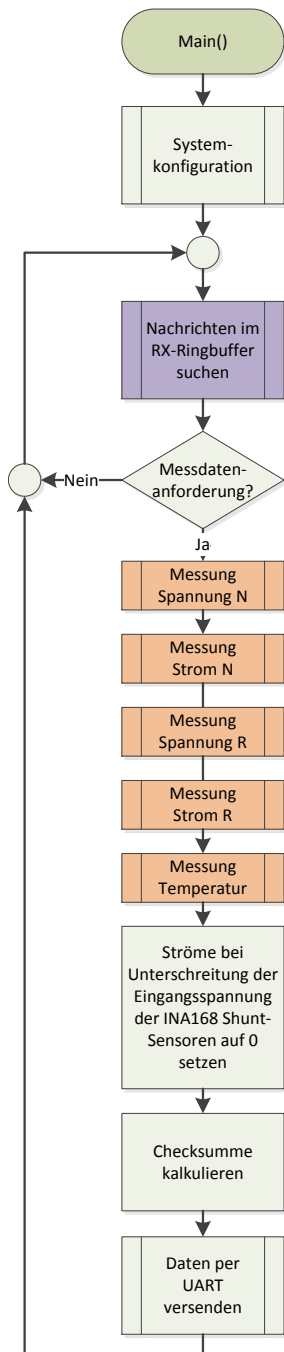 Main()
System-
konfiguration
Nachrichten im
RX-Ringbuffer
suchen
Messdaten-
anforderung?
Nein
Ja
Messung
Spannung N
Messung
Strom N
Messung
Spannung R
Messung
Strom R
Messung
Temperatur
Ströme bei
Unterschreitung der
Eingangsspannung
der INA168 Shunt-
Sensoren auf 0
setzen
Checksumme
kalkulieren
Daten per
UART
versenden